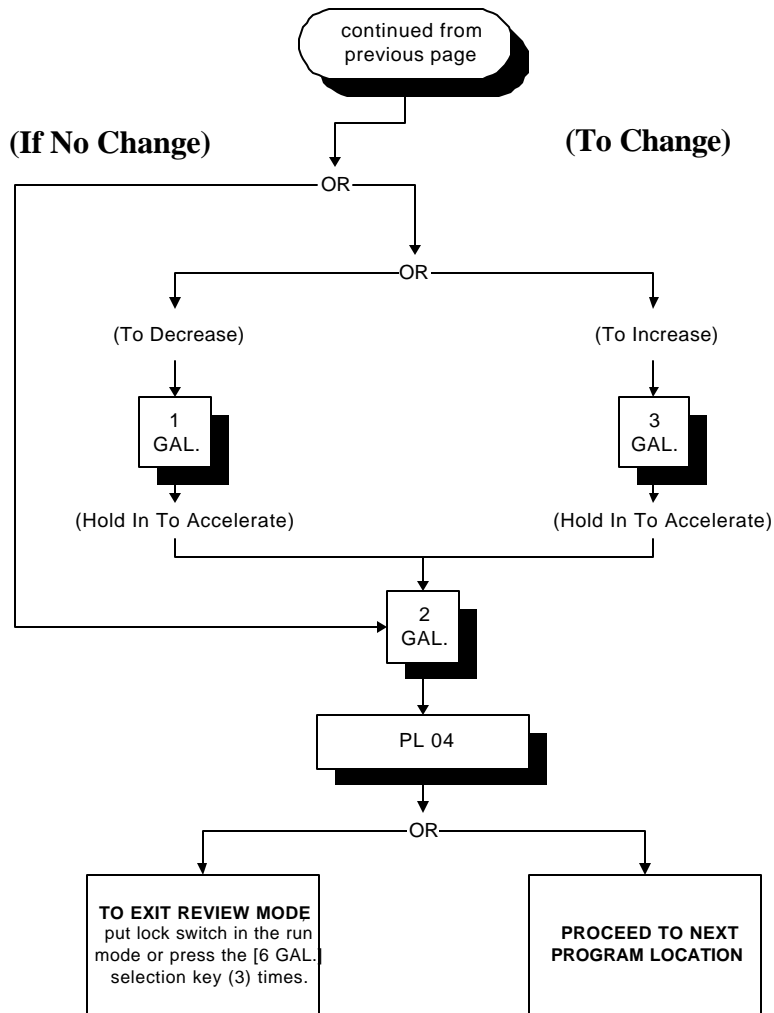 continued from
previous page
(If No Change)
(To Change)
OR
OR
(To Decrease)
(To Increase)
1
GAL.
3
GAL.
(Hold In To Accelerate)
(Hold In To Accelerate)
2
GAL.
PL 04
OR
TO EXIT REVIEW MODE,
put lock switch in the run
mode or press the [6 GAL.]
selection key (3) times.
PROCEED TO NEXT
PROGRAM LOCATION